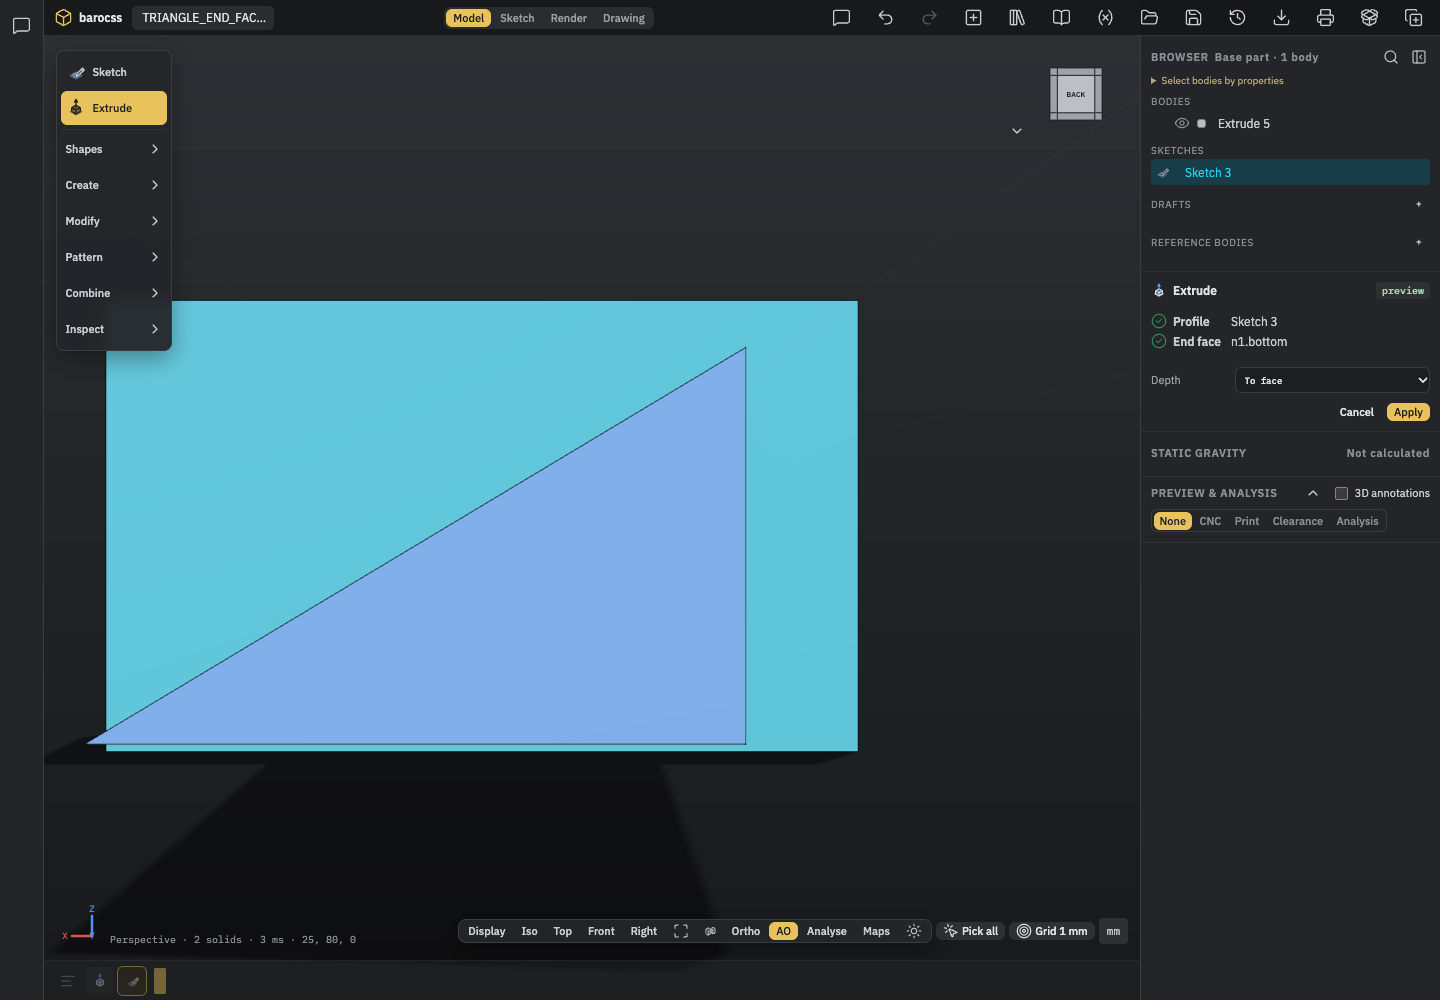 barocss
TRIANGLE_END_FAC...
Model
Sketch
Render
Drawing
Sketch
Extrude
Shapes
Create
Modify
Pattern
Combine
Inspect
BACK
BROWSER Base part · 1 body
Select bodies by properties
BODIES
Extrude 5
SKETCHES
Sketch 3
DRAFTS +
REFERENCE BODIES +
Extrude preview
Profile Sketch 3
End face n1.bottom
Depth To face
Cancel Apply
STATIC GRAVITY Not calculated
PREVIEW & ANALYSIS 3D annotations
None CNC Print Clearance Analysis
Z
X
Perspective · 2 solids · 3 ms · 25, 80, 0
Display Iso Top Front Right Ortho AO Analyse Maps Pick all Grid 1 mm mm